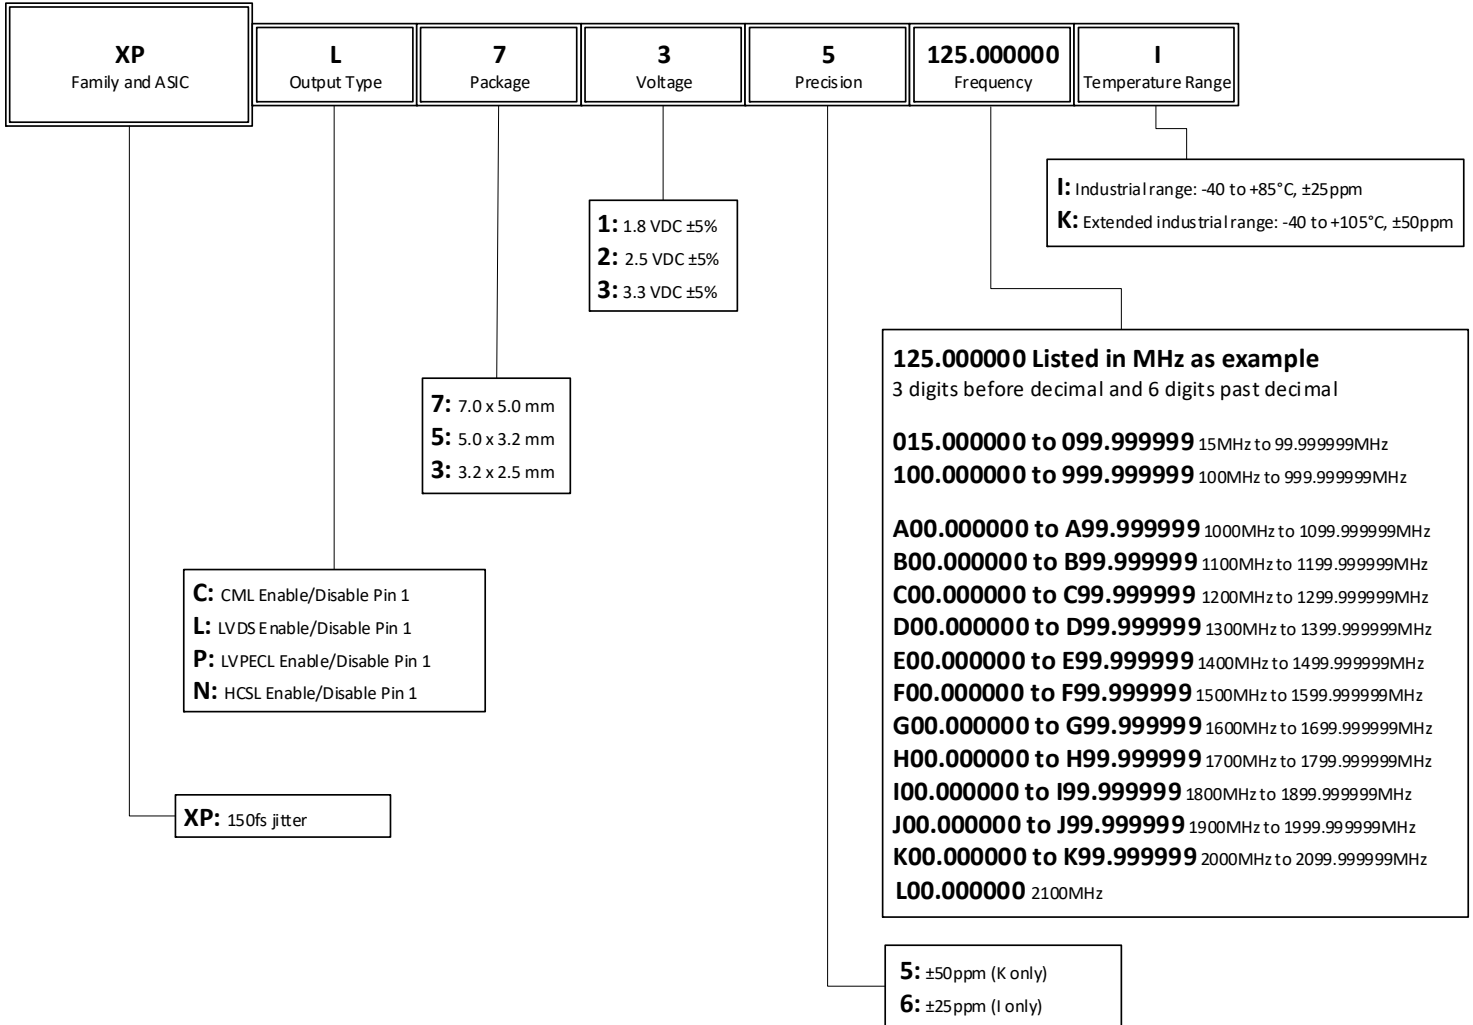 XP
Family and ASIC
L
Output Type
7
Package
3
Voltage
5
Precision
125.000000
Frequency
I
Temperature Range
I: Industrial range: -40 to +85°C, ±25ppm
K: Extended industrial range: -40 to +105°C, ±50ppm
1: 1.8 VDC ±5%
2: 2.5 VDC ±5%
3: 3.3 VDC ±5%
125.000000 Listed in MHz as example
3 digits before decimal and 6 digits past decimal
015.000000 to 099.999999 15MHz to 99.999999MHz
100.000000 to 999.999999 100MHz to 999.999999MHz
A00.000000 to A99.999999 1000MHz to 1099.999999MHz
B00.000000 to B99.999999 1100MHz to 1199.999999MHz
C00.000000 to C99.999999 1200MHz to 1299.999999MHz
D00.000000 to D99.999999 1300MHz to 1399.999999MHz
E00.000000 to E99.999999 1400MHz to 1499.999999MHz
F00.000000 to F99.999999 1500MHz to 1599.999999MHz
G00.000000 to G99.999999 1600MHz to 1699.999999MHz
H00.000000 to H99.999999 1700MHz to 1799.999999MHz
I00.000000 to I99.999999 1800MHz to 1899.999999MHz
J00.000000 to J99.999999 1900MHz to 1999.999999MHz
K00.000000 to K99.999999 2000MHz to 2099.999999MHz
L00.000000 2100MHz
7: 7.0 x 5.0 mm
5: 5.0 x 3.2 mm
3: 3.2 x 2.5 mm
C: CML Enable/Disable Pin 1
L: LVDS Enable/Disable Pin 1
P: LVPECL Enable/Disable Pin 1
N: HCSL Enable/Disable Pin 1
XP: 150fs jitter
5: ±50ppm (K only)
6: ±25ppm (I only)